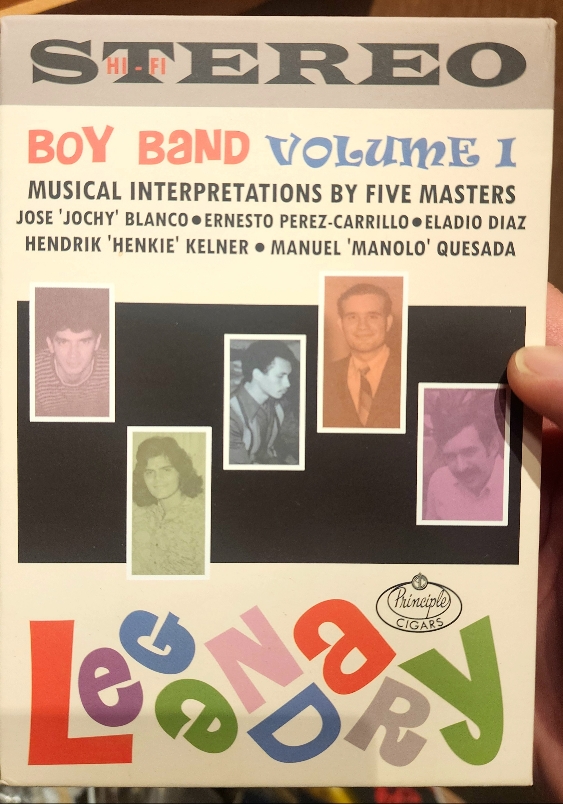 STEREO
HI - FI
BOY BAND VOLUME I
MUSICAL INTERPRETATIONS BY FIVE MASTERS
JOSE 'JOCHY' BLANCO●ERNESTO PEREZ-CARRILLO●ELADIO DIAZ
HENDRIK 'HENKIE' KELNER ● MANUEL 'MANOLO' QUESADA
Principle
CIGARS
LeGeNDaRy